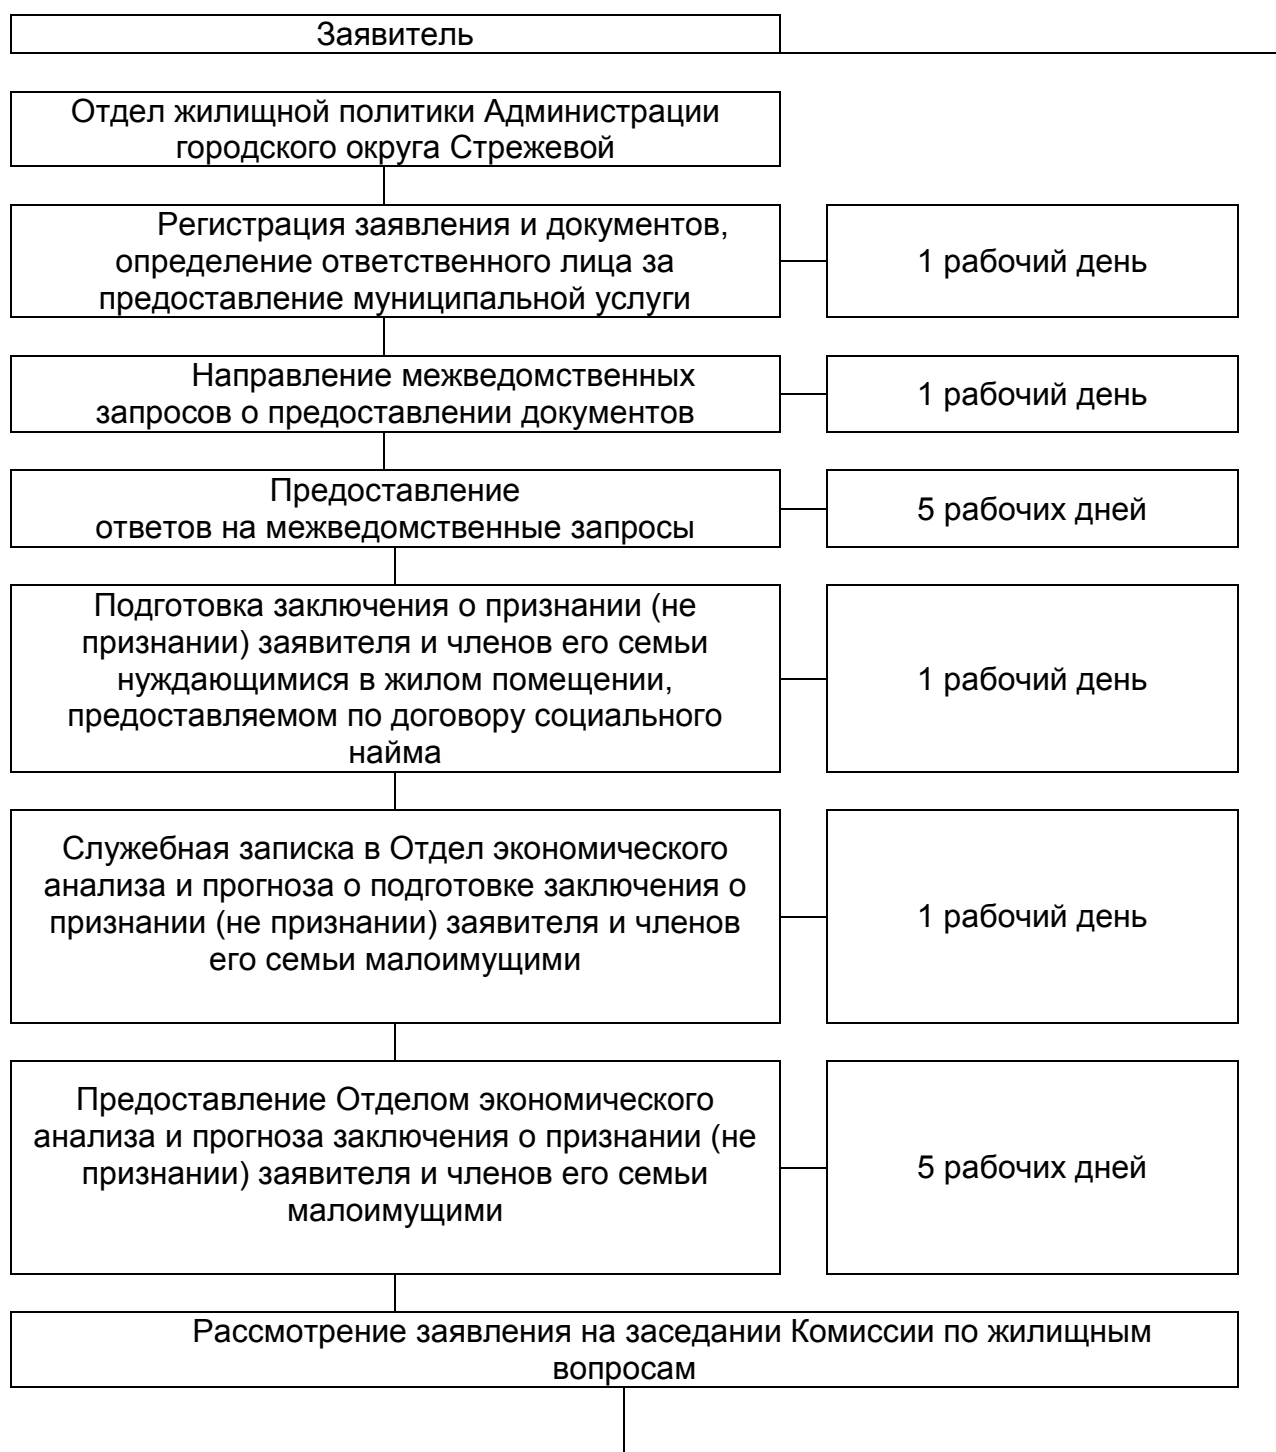 Заявитель
Отдел жилищной политики Администрации
городского округа Стрежевой
Регистрация заявления и документов,
определение ответственного лица за
предоставление муниципальной услуги
1 рабочий день
Направление межведомственных
запросов о предоставлении документов
1 рабочий день
Предоставление
ответов на межведомственные запросы
5 рабочих дней
Подготовка заключения о признании (не
признании) заявителя и членов его семьи
нуждающимися в жилом помещении,
предоставляемом по договору социального
найма
1 рабочий день
Служебная записка в Отдел экономического
анализа и прогноза о подготовке заключения о
признании (не признании) заявителя и членов
его семьи малоимущими
1 рабочий день
Предоставление Отделом экономического
анализа и прогноза заключения о признании (не
признании) заявителя и членов его семьи
малоимущими
5 рабочих дней
Рассмотрение заявления на заседании Комиссии по жилищным
вопросам